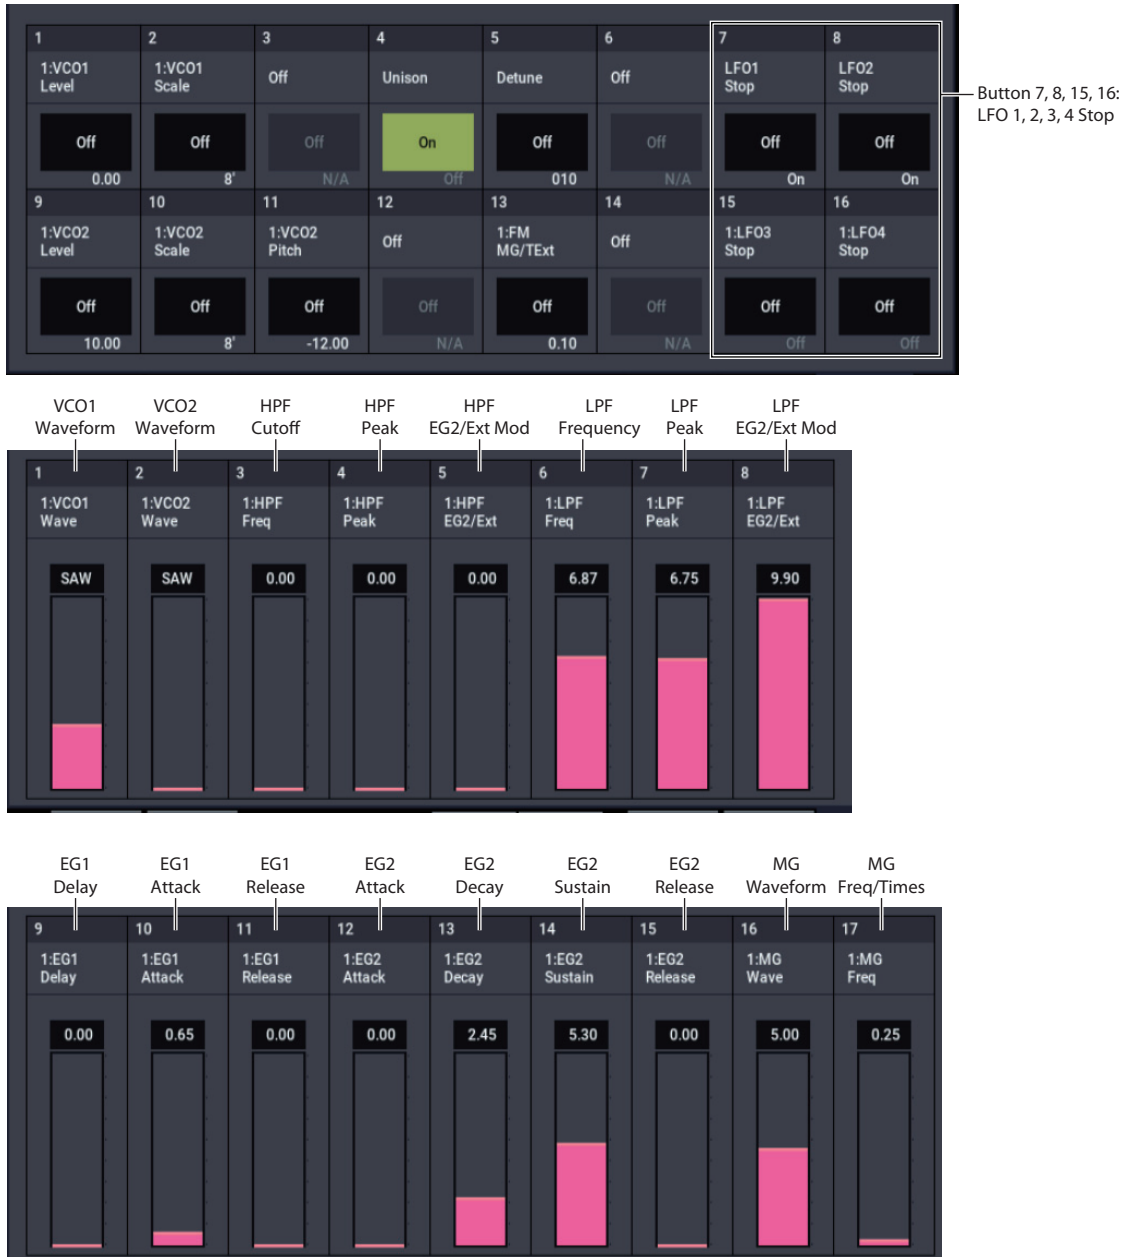 1 2 3 4 5 6 7 8
1:VCO1 Level
1:VCO1 Scale
Off
Unison
Detune
Off
LFO1 Stop
LFO2 Stop
Button 7, 8, 15, 16:
LFO 1, 2, 3, 4 Stop
Off Off Off On Off Off Off Off
0.00 8' N/A Off 010 N/A On On
9 10 11 12 13 14 15 16
1:VCO2 Level
1:VCO2 Scale
1:VCO2 Pitch
Off
1:FM MG/TExt
Off
1:LFO3 Stop
1:LFO4 Stop
Off Off Off Off Off Off Off Off
10.00 8' -12.00 N/A 0.10 N/A Off Off
VCO1 VCO2 HPF HPF HPF LPF LPF LPF
Waveform Waveform Cutoff Peak EG2/Ext Mod Frequency Peak EG2/Ext Mod
1 2 3 4 5 6 7 8
1:VCO1 1:VCO2 1:HPF 1:HPF 1:HPF 1:LPF 1:LPF 1:LPF
Wave Wave Freq Peak EG2/Ext Freq Peak EG2/Ext
SAW SAW 0.00 0.00 0.00 6.87 6.75 9.90
EG1 EG1 EG1 EG2 EG2 EG2 EG2 MG MG
Delay Attack Release Attack Decay Sustain Release Waveform Freq/Times
9 10 11 12 13 14 15 16 17
1:EG1 1:EG1 1:EG1 1:EG2 1:EG2 1:EG2 1:EG2 1:MG 1:MG
Delay Attack Release Attack Decay Sustain Release Wave Freq
0.00 0.65 0.00 0.00 2.45 5.30 0.00 5.00 0.25